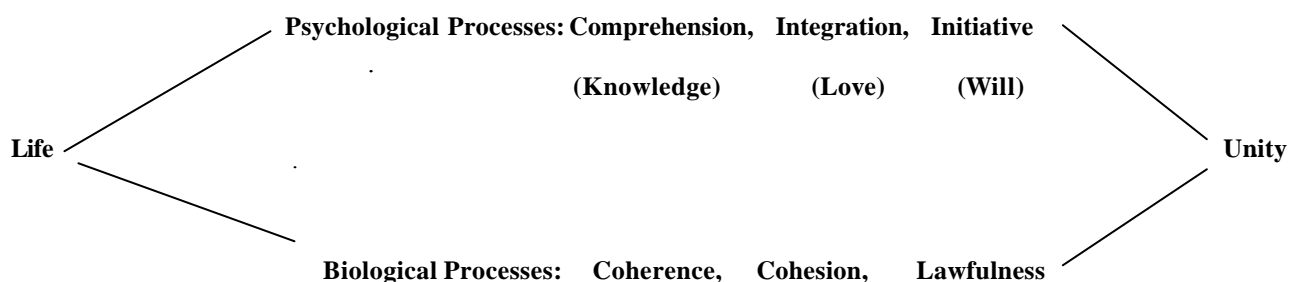 Psychological Processes: Comprehension, Integration, Initiative
(Knowledge) (Love) (Will)
Life Unity
Biological Processes: Coherence, Cohesion, Lawfulness